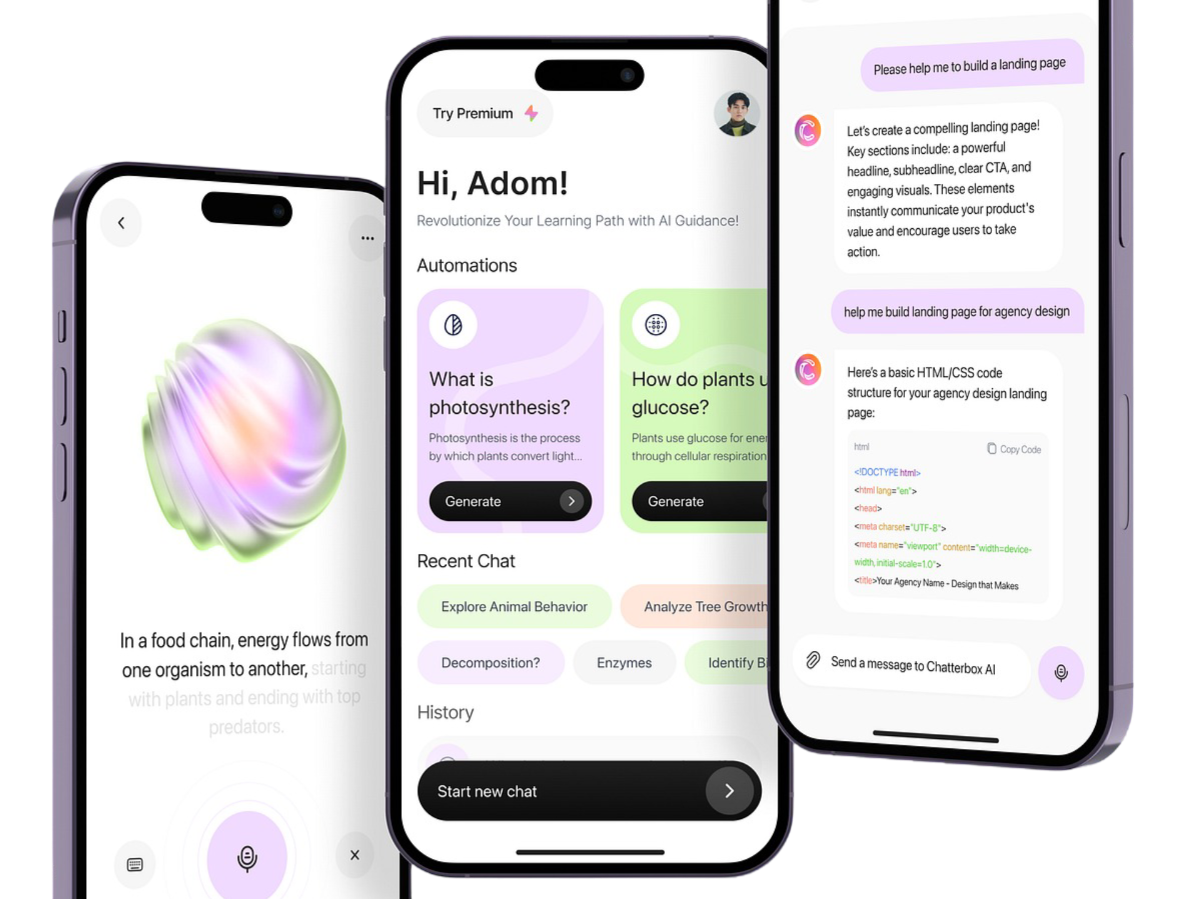 In a food chain, energy flows from
one organism to another, starting
with plants and ending with top
predators.
Try Premium
Hi, Adom!
Revolutionize Your Learning Path with AI Guidance!
Automations
What is
photosynthesis?
Photosynthesis is the process
by which plants convert light...
Generate
How do plants u
glucose?
Plants use glucose for ener
through cellular respiration
Generate
Recent Chat
Explore Animal Behavior
Analyze Tree Growth
Decomposition?
Enzymes
Identify Bi
History
Start new chat
Please help me to build a landing page
Let's create a compelling landing page!
Key sections include: a powerful
headline, subheadline, clear CTA, and
engaging visuals. These elements
instantly communicate your product's
value and encourage users to take
action.
help me build landing page for agency design
Here's a basic HTML/CSS code
structure for your agency design landing
page:
html
Copy Code
<!DOCTYPE html>
<html lang="en">
<head>
<meta charset="UTF-8">
<meta name="viewport" content="width=device-
width, initial-scale=1.0">
<title>Your Agency Name - Design that Makes
Send a message to Chatterbox AI